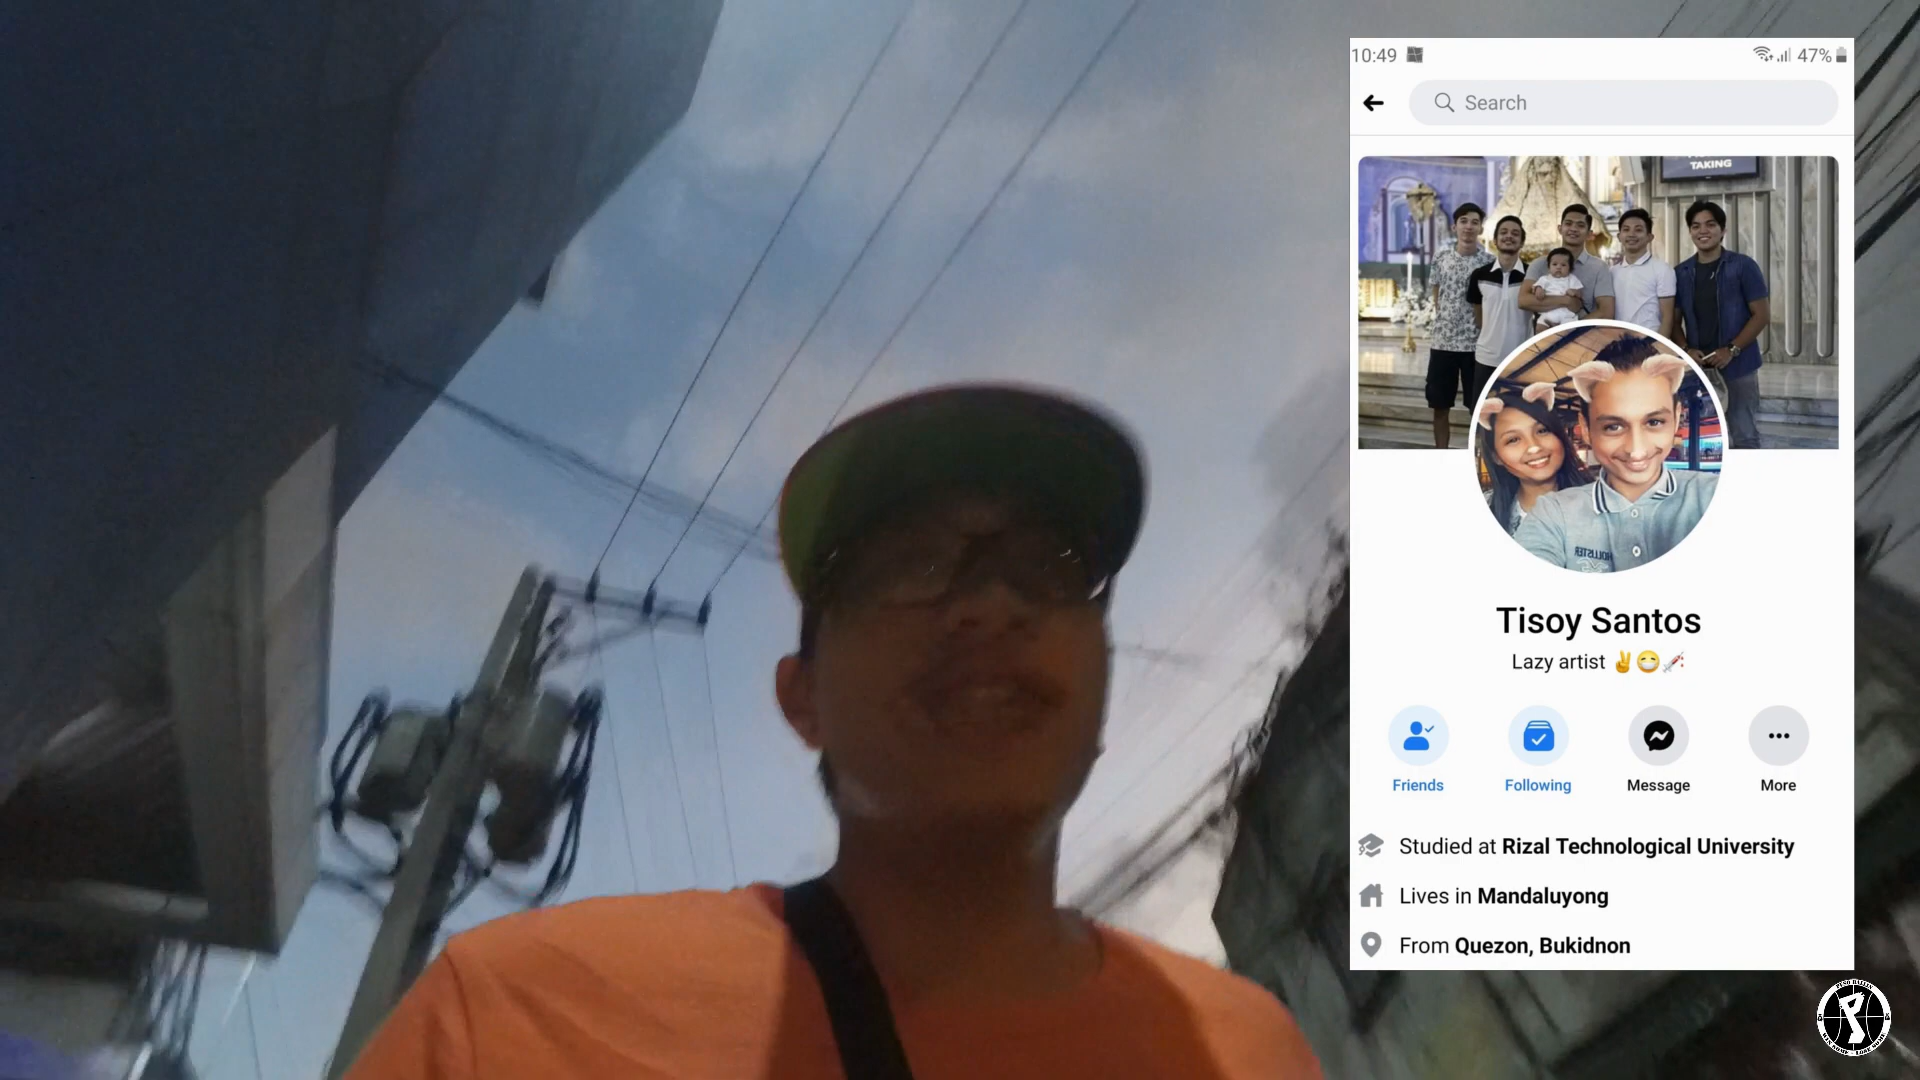 10:49
47%
Search
TAKING
HOLLISTER
Tisoy Santos
Lazy artist ✌😷💉
Friends
Following
Message
More
Studied at Rizal Technological University
Lives in Mandaluyong
From Quezon, Bukidnon